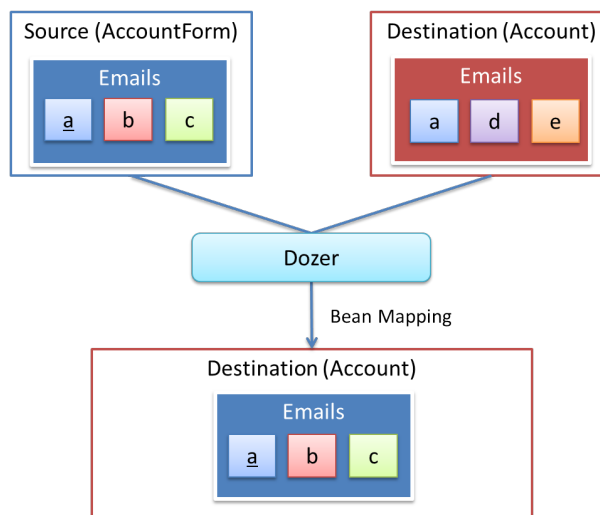 Source (AccountForm)
Emails
a b c
Destination (Account)
Emails
a d e
Dozer
Bean Mapping
Destination (Account)
Emails
a b c